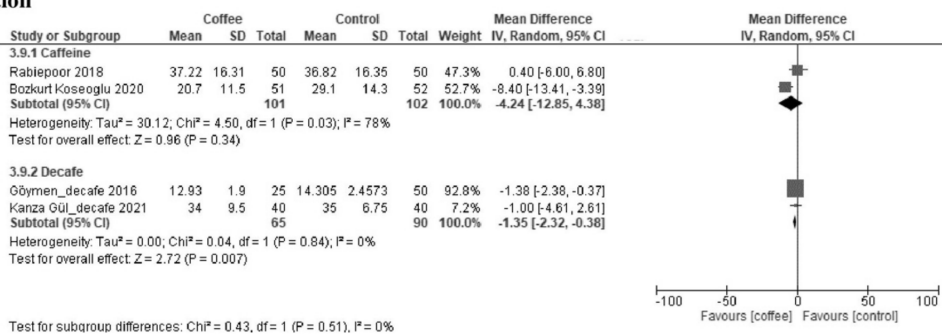 Coffee Control Mean Difference Mean Difference
Study or Subgroup Mean SD Total Mean SD Total Weight IV, Random, 95% CI IV, Random, 95% CI
3.9.1 Caffeine
Rabiepoor 2018 37.22 16.31 50 36.82 16.35 50 47.3% 0.40 [-6.00, 6.80]
Bozkurt Koseoglu 2020 20.7 11.5 51 29.1 14.3 52 52.7% -8.40 [-13.41, -3.39]
Subtotal (95% CI) 101 102 100.0% -4.24 [-12.85, 4.38]
Heterogeneity: Tau² = 30.12; Chi² = 4.50, df = 1 (P = 0.03); I² = 78%
Test for overall effect: Z = 0.96 (P = 0.34)
3.9.2 Decafe
Göymen_decafe 2016 12.93 1.9 25 14.305 2.4573 50 92.8% -1.38 [-2.38, -0.37]
Kanza Gül_decafe 2021 34 9.5 40 35 6.75 40 7.2% -1.00 [-4.61, 2.61]
Subtotal (95% CI) 65 90 100.0% -1.35 [-2.32, -0.38]
Heterogeneity: Tau² = 0.00; Chi² = 0.04, df = 1 (P = 0.84); I² = 0%
Test for overall effect: Z = 2.72 (P = 0.007)
-100 -50 0 50 100
Favours [coffee] Favours [control]
Test for subgroup differences: Chi² = 0.43, df = 1 (P = 0.51), I² = 0%